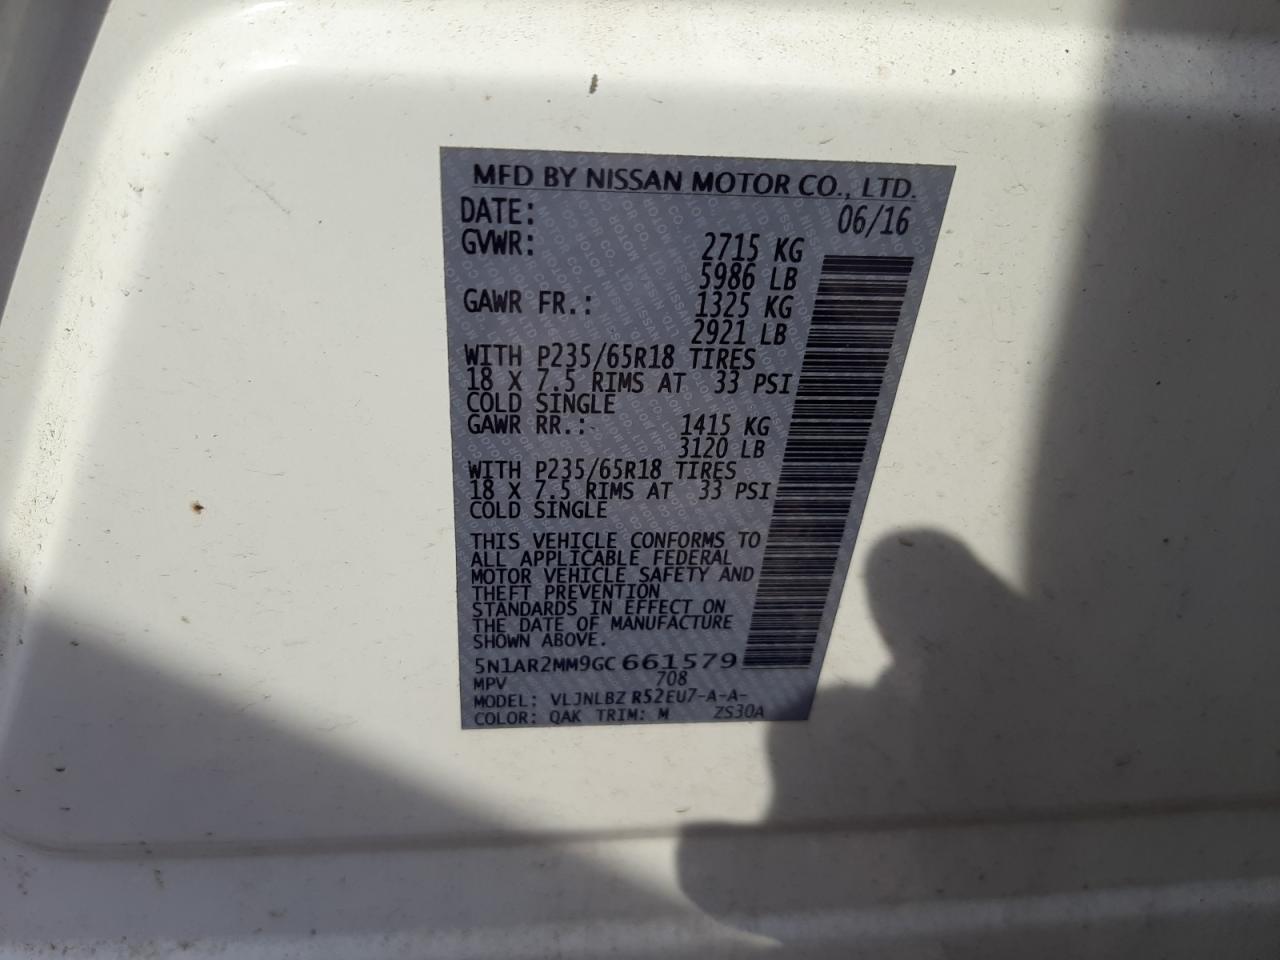 MFD BY NISSAN MOTOR CO., LTD.
DATE: 06/16
GVWR: 2715 KG
5986 LB
GAWR FR.: 1325 KG
2921 LB
WITH P235/65R18 TIRES
18 X 7.5 RIMS AT 33 PSI
COLD SINGLE
GAWR RR.: 1415 KG
3120 LB
WITH P235/65R18 TIRES
18 X 7.5 RIMS AT 33 PSI
COLD SINGLE
THIS VEHICLE CONFORMS TO
ALL APPLICABLE FEDERAL
MOTOR VEHICLE SAFETY AND
THEFT PREVENTION
STANDARDS IN EFFECT ON
THE DATE OF MANUFACTURE
SHOWN ABOVE.
5N1AR2MM9GC661579
MPV 708
MODEL: VLJNLBZ R52EU7-A-A-
COLOR: QAK TRIM: M ZS30A